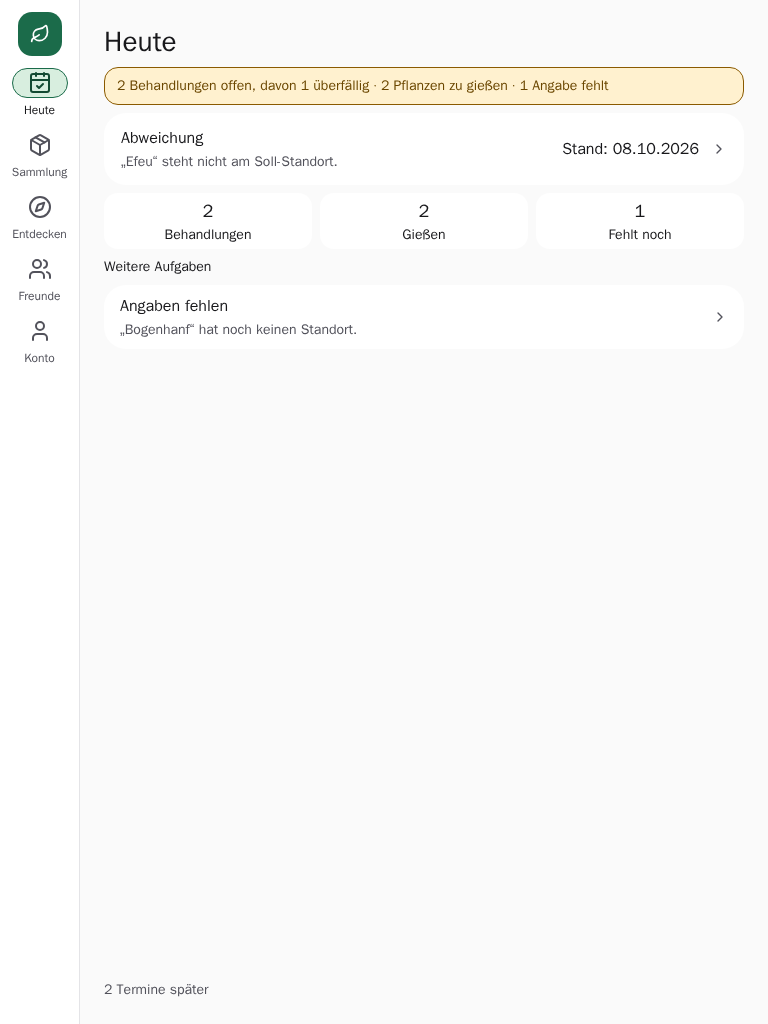 Heute
2 Behandlungen offen, davon 1 überfällig · 2 Pflanzen zu gießen · 1 Angabe fehlt
Abweichung
„Efeu“ steht nicht am Soll-Standort.
Stand: 08.10.2026
2
Behandlungen
2
Gießen
1
Fehlt noch
Weitere Aufgaben
Angaben fehlen
„Bogenhanf“ hat noch keinen Standort.
2 Termine später
Heute
Sammlung
Entdecken
Freunde
Konto